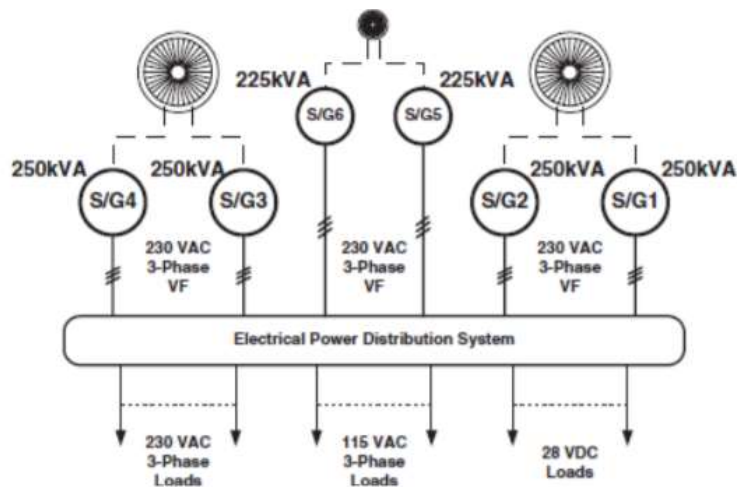 225kVA
225kVA
S/G6
S/G5
250kVA
250kVA
250kVA
250kVA
S/G4
S/G3
S/G2
S/G1
230 VAC
3-Phase
VF
230 VAC
3-Phase
VF
230 VAC
3-Phase
VF
Electrical Power Distribution System
230 VAC
3-Phase
Loads
115 VAC
3-Phase
Loads
28 VDC
Loads